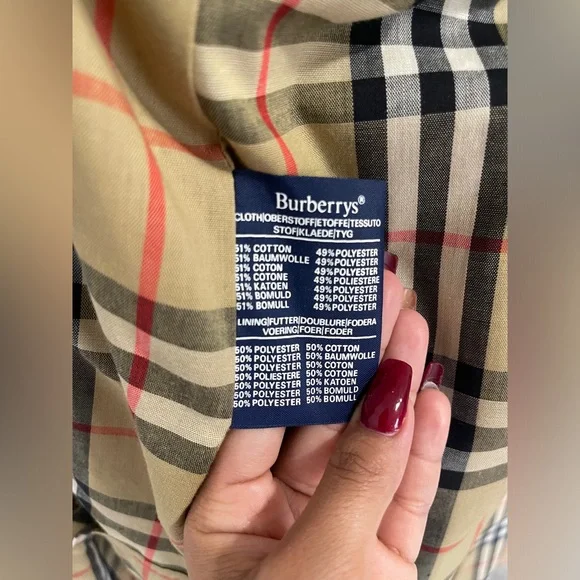 Burberrys®
CLOTH|OBERSTOFF|ETOFFE|TESSUTO
STOF|KLAEDE|TYG
51% COTTON 49% POLYESTER
51% BAUMWOLLE 49% POLYESTER
51% COTON 49% POLYESTER
51% COTONE 49% POLIESTERE
51% KATOEN 49% POLYESTER
51% BOMULD 49% POLYESTER
51% BOMULL 49% POLYESTER
LINING|FUTTER|DOUBLURE|FODERA
VOERING|FOER|FODER
50% POLYESTER 50% COTTON
50% POLYESTER 50% BAUMWOLLE
50% POLYESTER 50% COTON
50% POLIESTERE 50% COTONE
50% POLYESTER 50% KATOEN
50% POLYESTER 50% BOMULD
50% POLYESTER 50% BOMULL